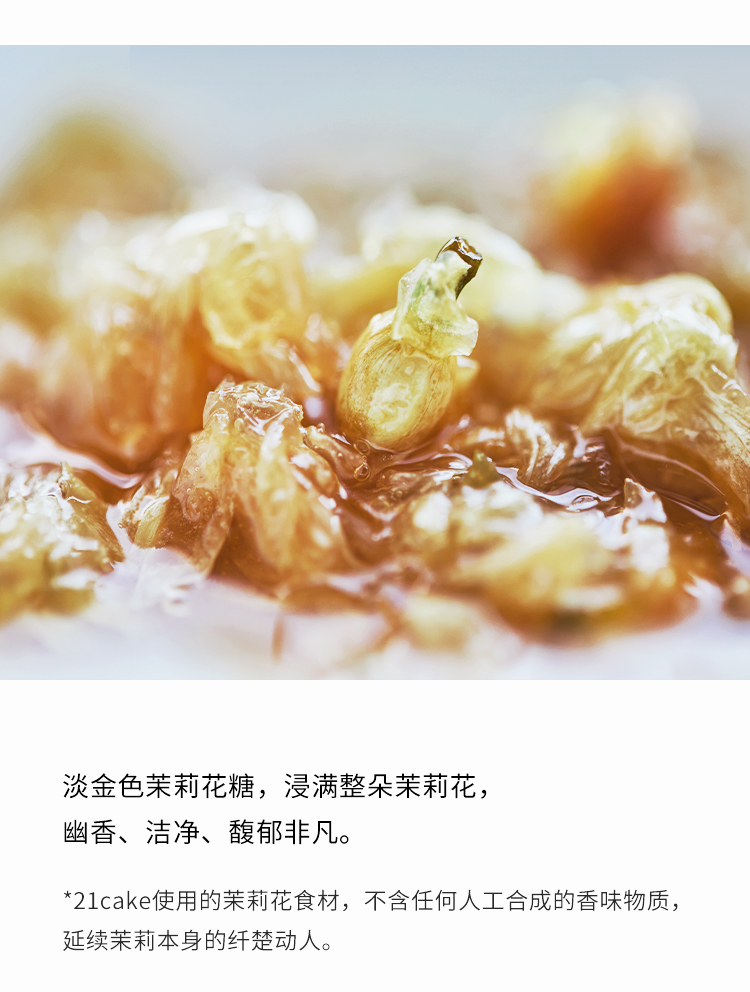 淡金色茉莉花糖，浸满整朵茉莉花，
幽香、洁净、馥郁非凡。
*21cake使用的茉莉花食材，不含任何人工合成的香味物质，
延续茉莉本身的纤楚动人。